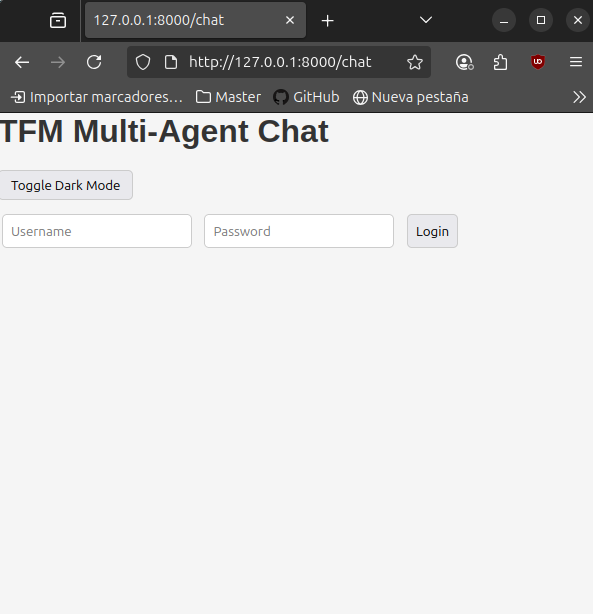 127.0.0.1:8000/chat
http://127.0.0.1:8000/chat
Importar marcadores… Master GitHub Nueva pestaña
TFM Multi-Agent Chat
Toggle Dark Mode
Username Password Login